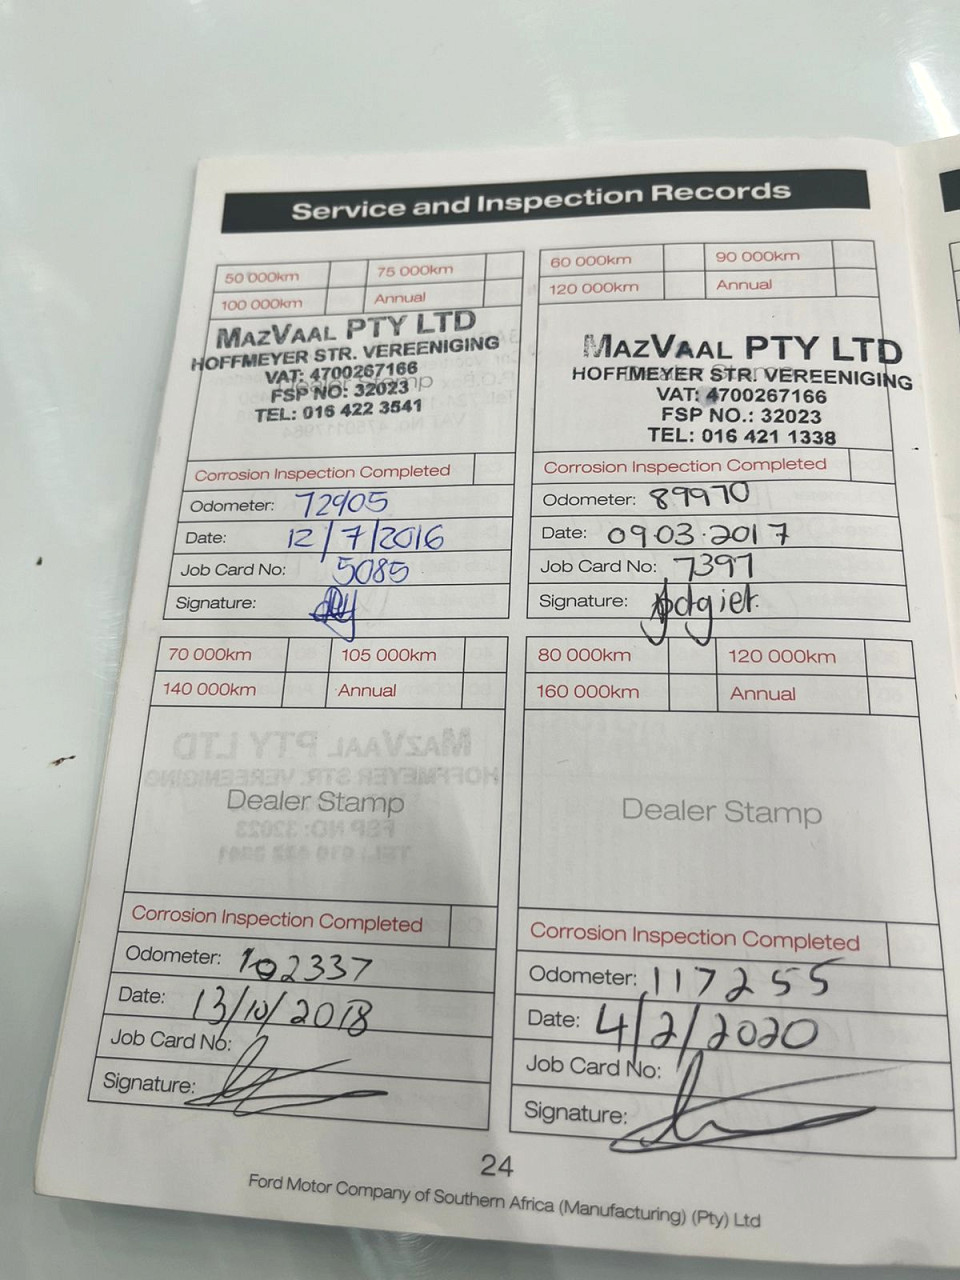 Service and Inspection Records
50 000km 75 000km
100 000km Annual
MAZVAAL PTY LTD
HOFFMEYER STR. VEREENIGING
VAT: 4700267166
Dealer Stamp
FSP NO: 32023
TEL: 016 422 3541
Corrosion Inspection Completed
Odometer: 72905
Date: 12/7/2016
Job Card No: 5085
Signature:
60 000km 90 000km
120 000km Annual
MAZVAAL PTY LTD
HOFFMEYER STR. VEREENIGING
VAT: 4700267166
FSP NO.: 32023
TEL: 016 421 1338
Corrosion Inspection Completed
Odometer: 89970
Date: 09.03.2017
Job Card No: 7397
Signature:
70 000km 105 000km
140 000km Annual
Dealer Stamp
Corrosion Inspection Completed
Odometer: 102337
Date: 13/10/2018
Job Card No:
Signature:
80 000km 120 000km
160 000km Annual
Dealer Stamp
Corrosion Inspection Completed
Odometer: 117255
Date: 4/2/2020
Job Card No:
Signature:
24
Ford Motor Company of Southern Africa (Manufacturing) (Pty) Ltd